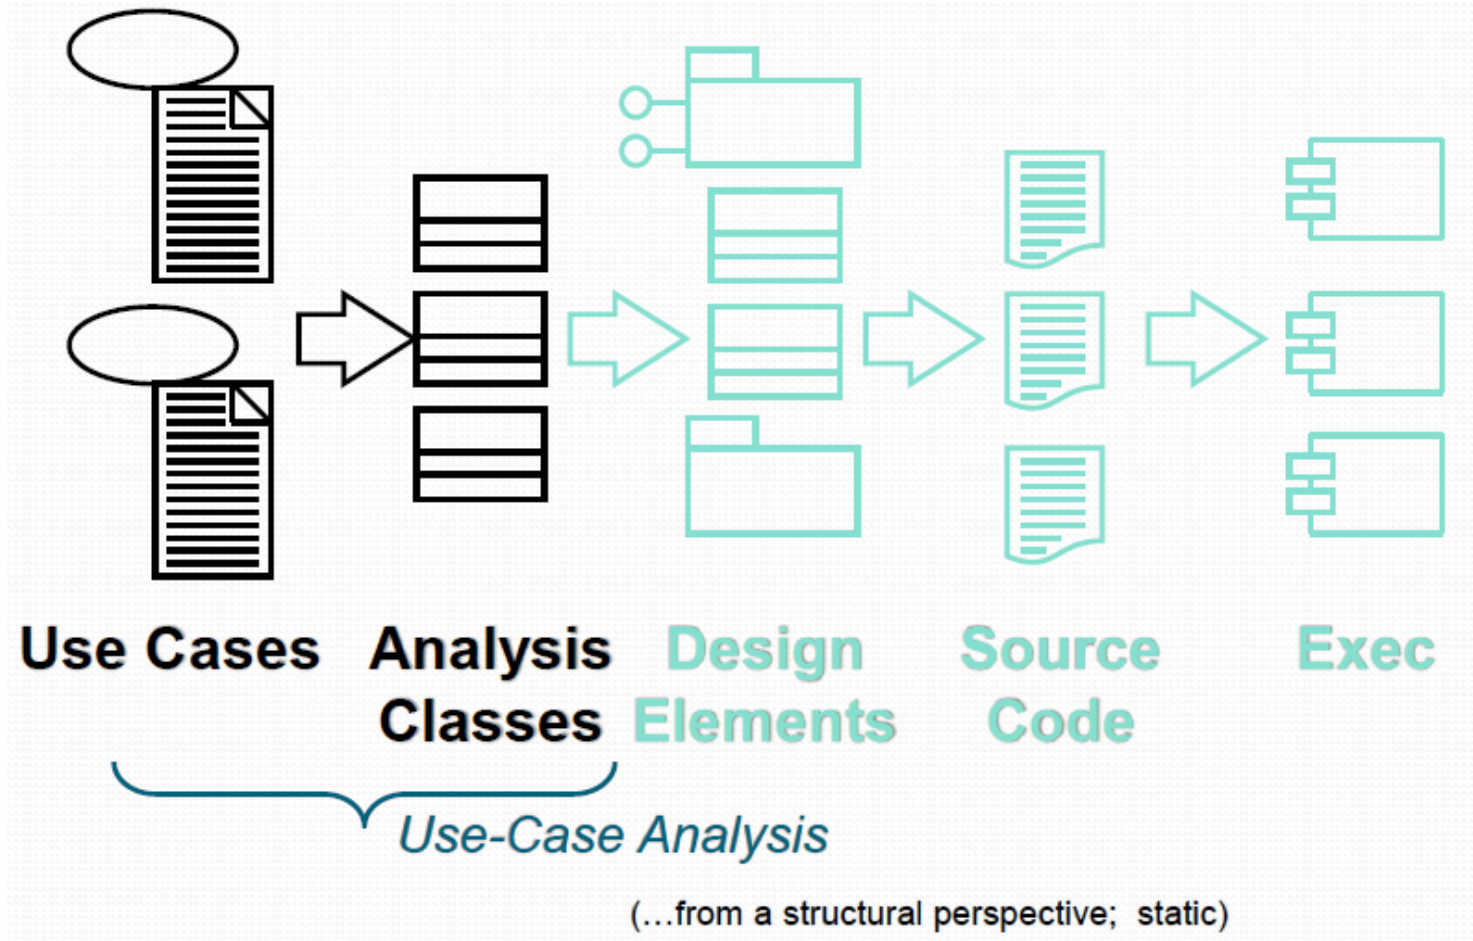 Use Cases
Analysis
Classes
Design
Elements
Source
Code
Exec
Use-Case Analysis
(...from a structural perspective;  static)